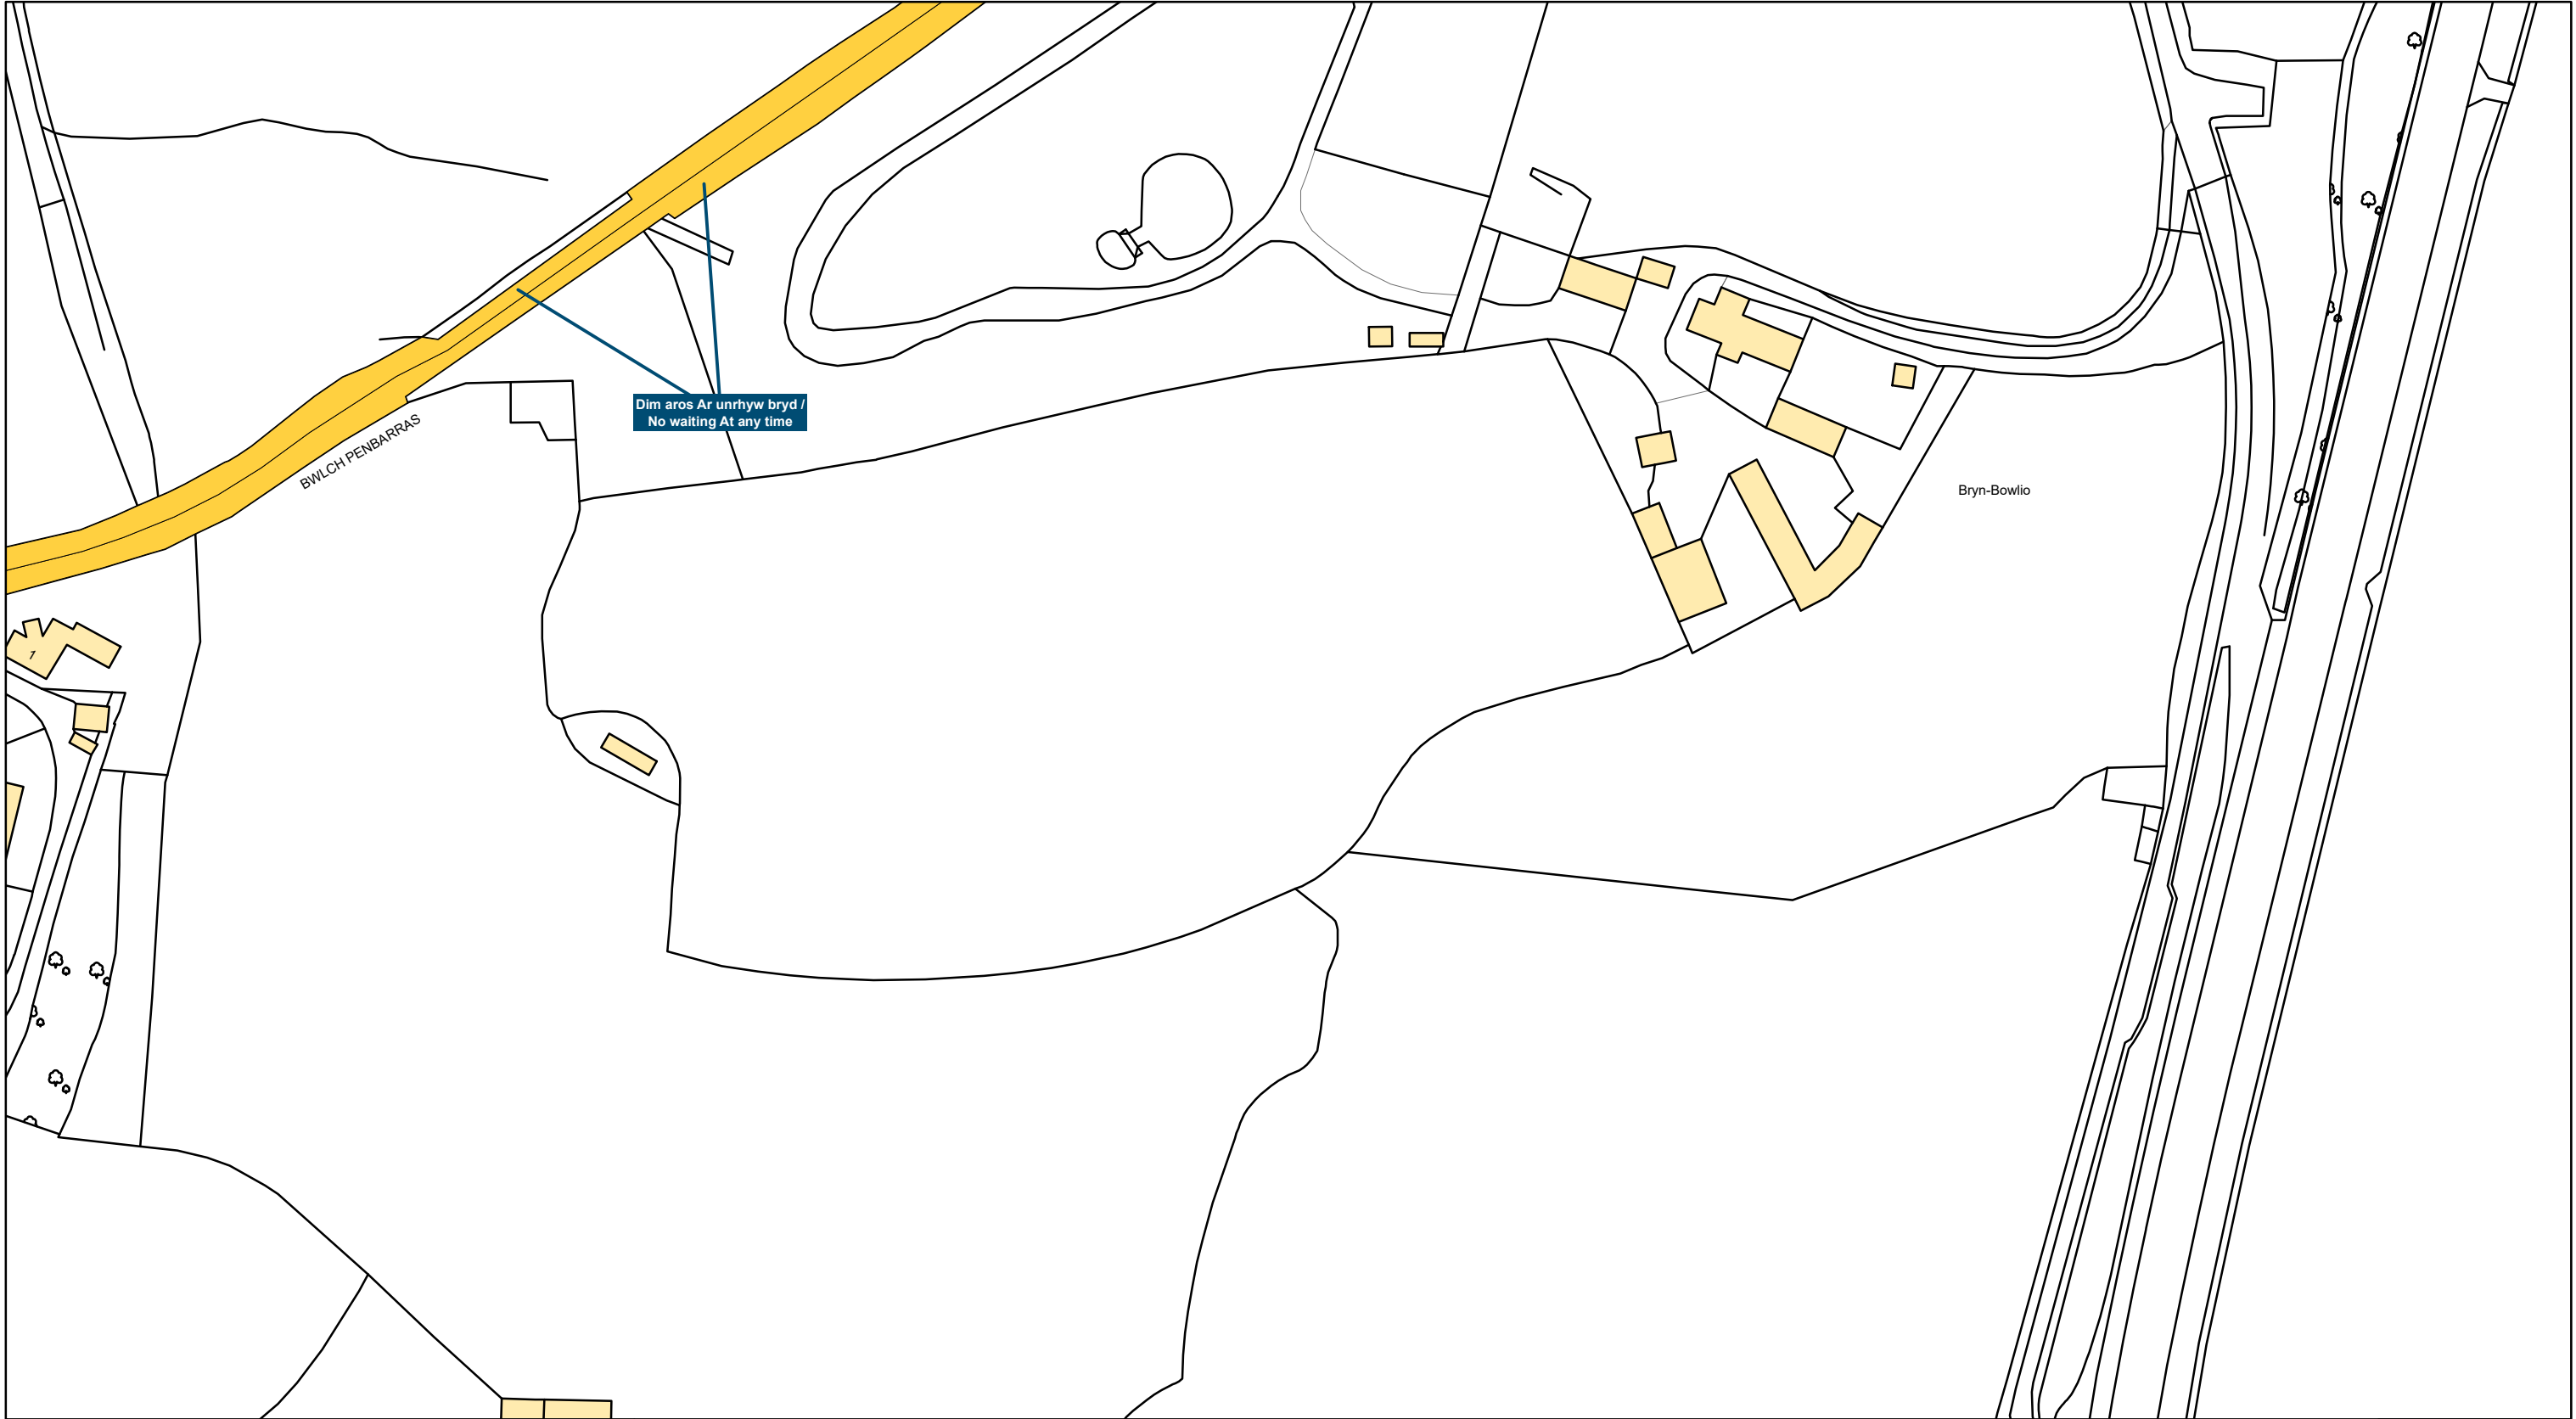 Dim aros Ar unrhyw bryd /
No waiting At any time
BWLCH PENBARRAS
Bryn-Bowlio
1